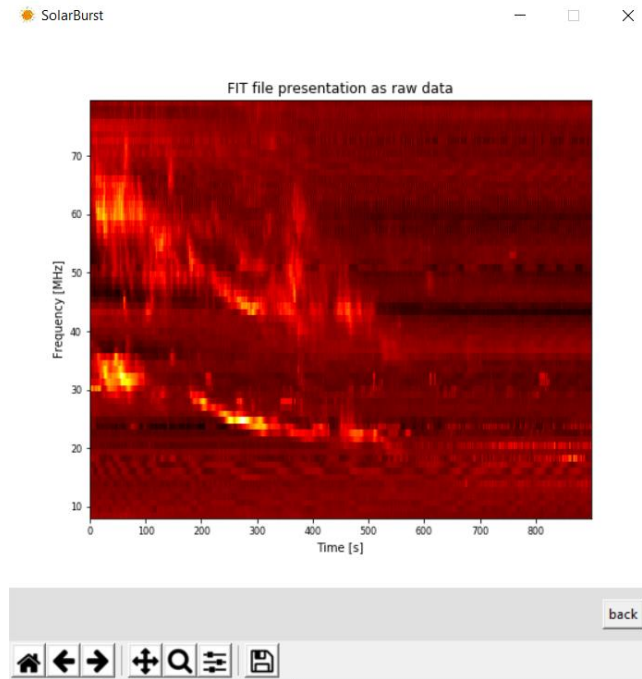 SolarBurst
FIT file presentation as raw data
Frequency [MHz]
70
60
50
40
30
20
10
0 100 200 300 400 500 600 700 800
Time [s]
back